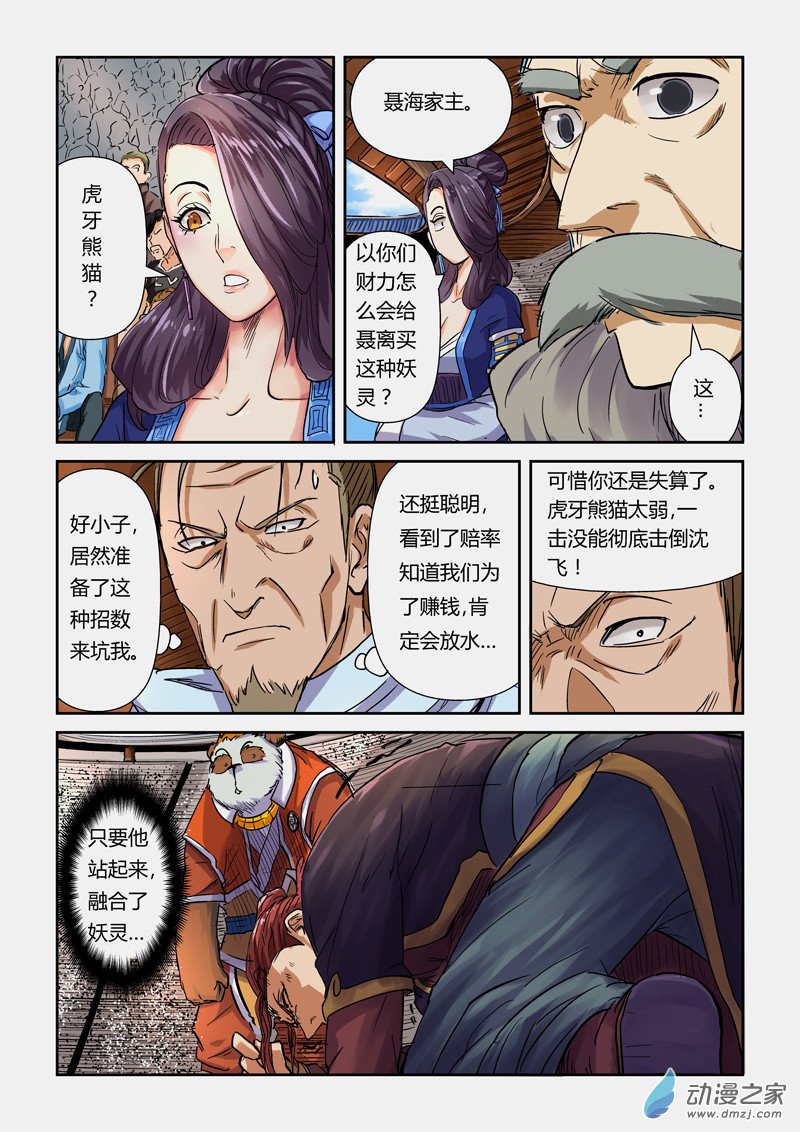 虎
牙
熊
猫
？
聂海家主。
以你们
财力怎
么会给
聂离买
这种妖
灵？
这
…
好小子，
居然准
备了这
种招数
来坑我。
还挺聪明，
看到了赔率
知道我们为
了赚钱，肯
定会放水…
可惜你还是失算了。
虎牙熊猫太弱，一
击没能彻底击倒沈
飞！
只要他
站起来，
融合了
妖灵…
动漫之家
www.dmzj.com